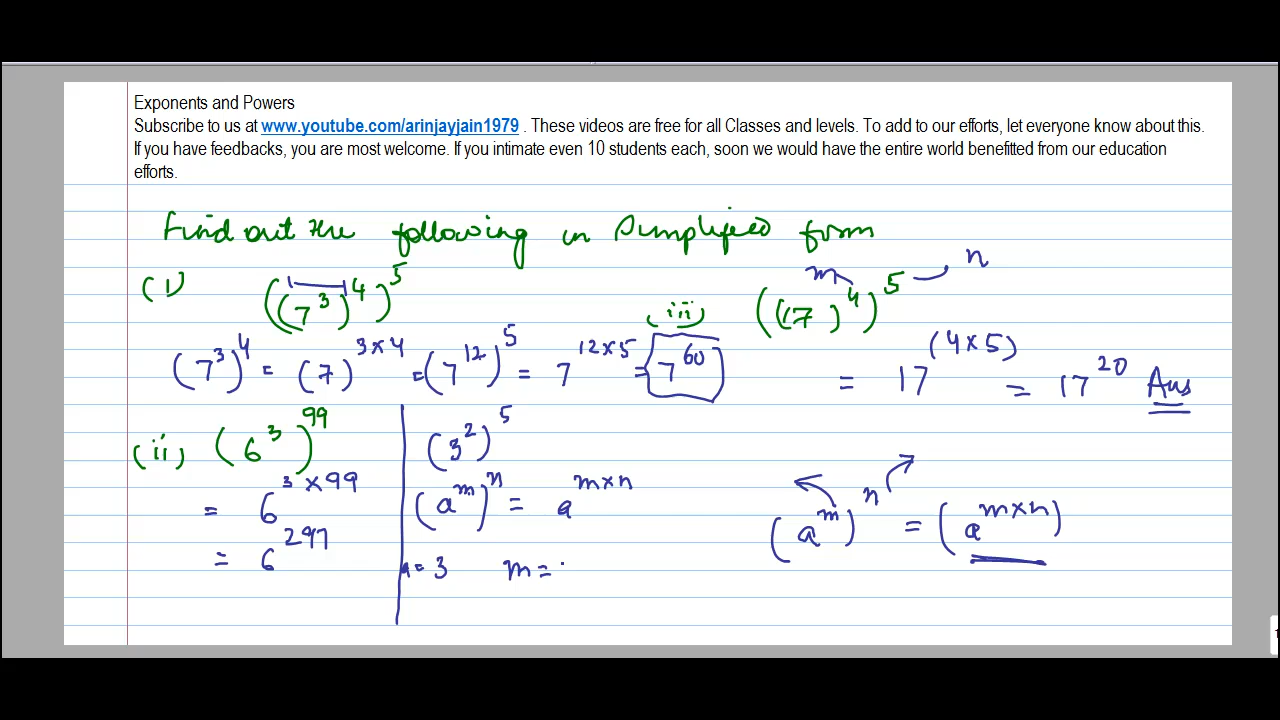 Exponents and Powers
Subscribe to us at www.youtube.com/arinjayjain1979 . These videos are free for all Classes and levels. To add to our efforts, let everyone know about this.
If you have feedbacks, you are most welcome. If you intimate even 10 students each, soon we would have the entire world benefitted from our education
efforts.
Find out the following in Simplified form
(i) ((7^3)^4)^5
(7^3)^4 = (7)^{3×4} = (7^{12})^5 = 7^{12×5} = 7^{60}
(iii) ((17)^4)^5 m n
= 17^{(4×5)} = 17^{20} Ans
(ii) (6^3)^{99}
= 6^{3×99}
= 6^{297}
(3^2)^5
(a^m)^n = a^{m×n}
a = 3 m =
(a^m)^n = (a^{m×n})